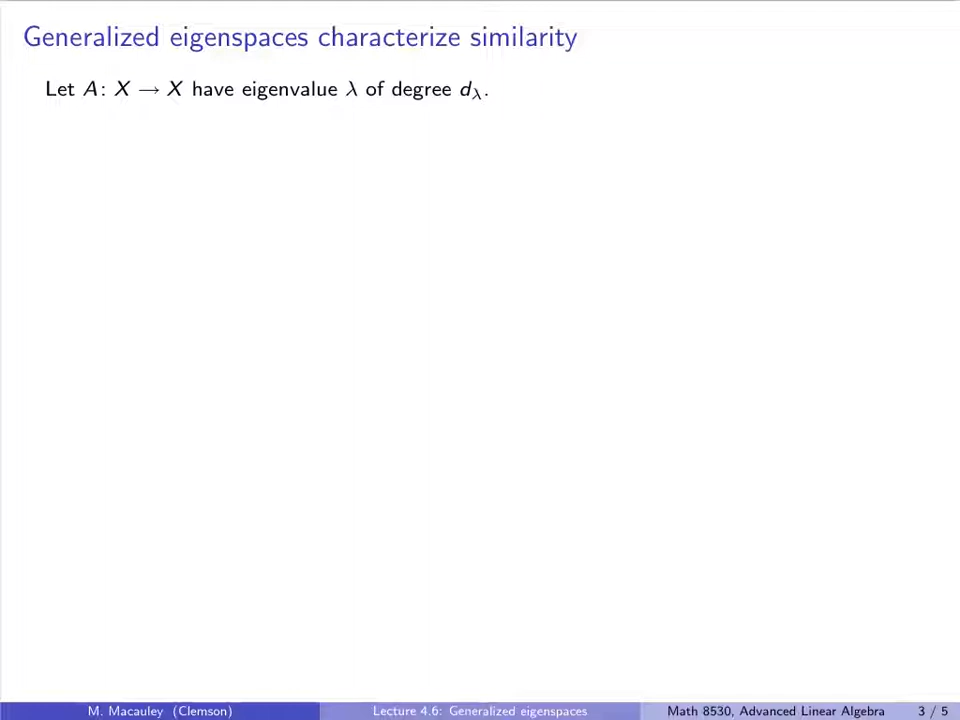 Generalized eigenspaces characterize similarity
Let A: X → X have eigenvalue λ of degree d_λ.
M. Macauley (Clemson) Lecture 4.6: Generalized eigenspaces Math 8530, Advanced Linear Algebra 3 / 5